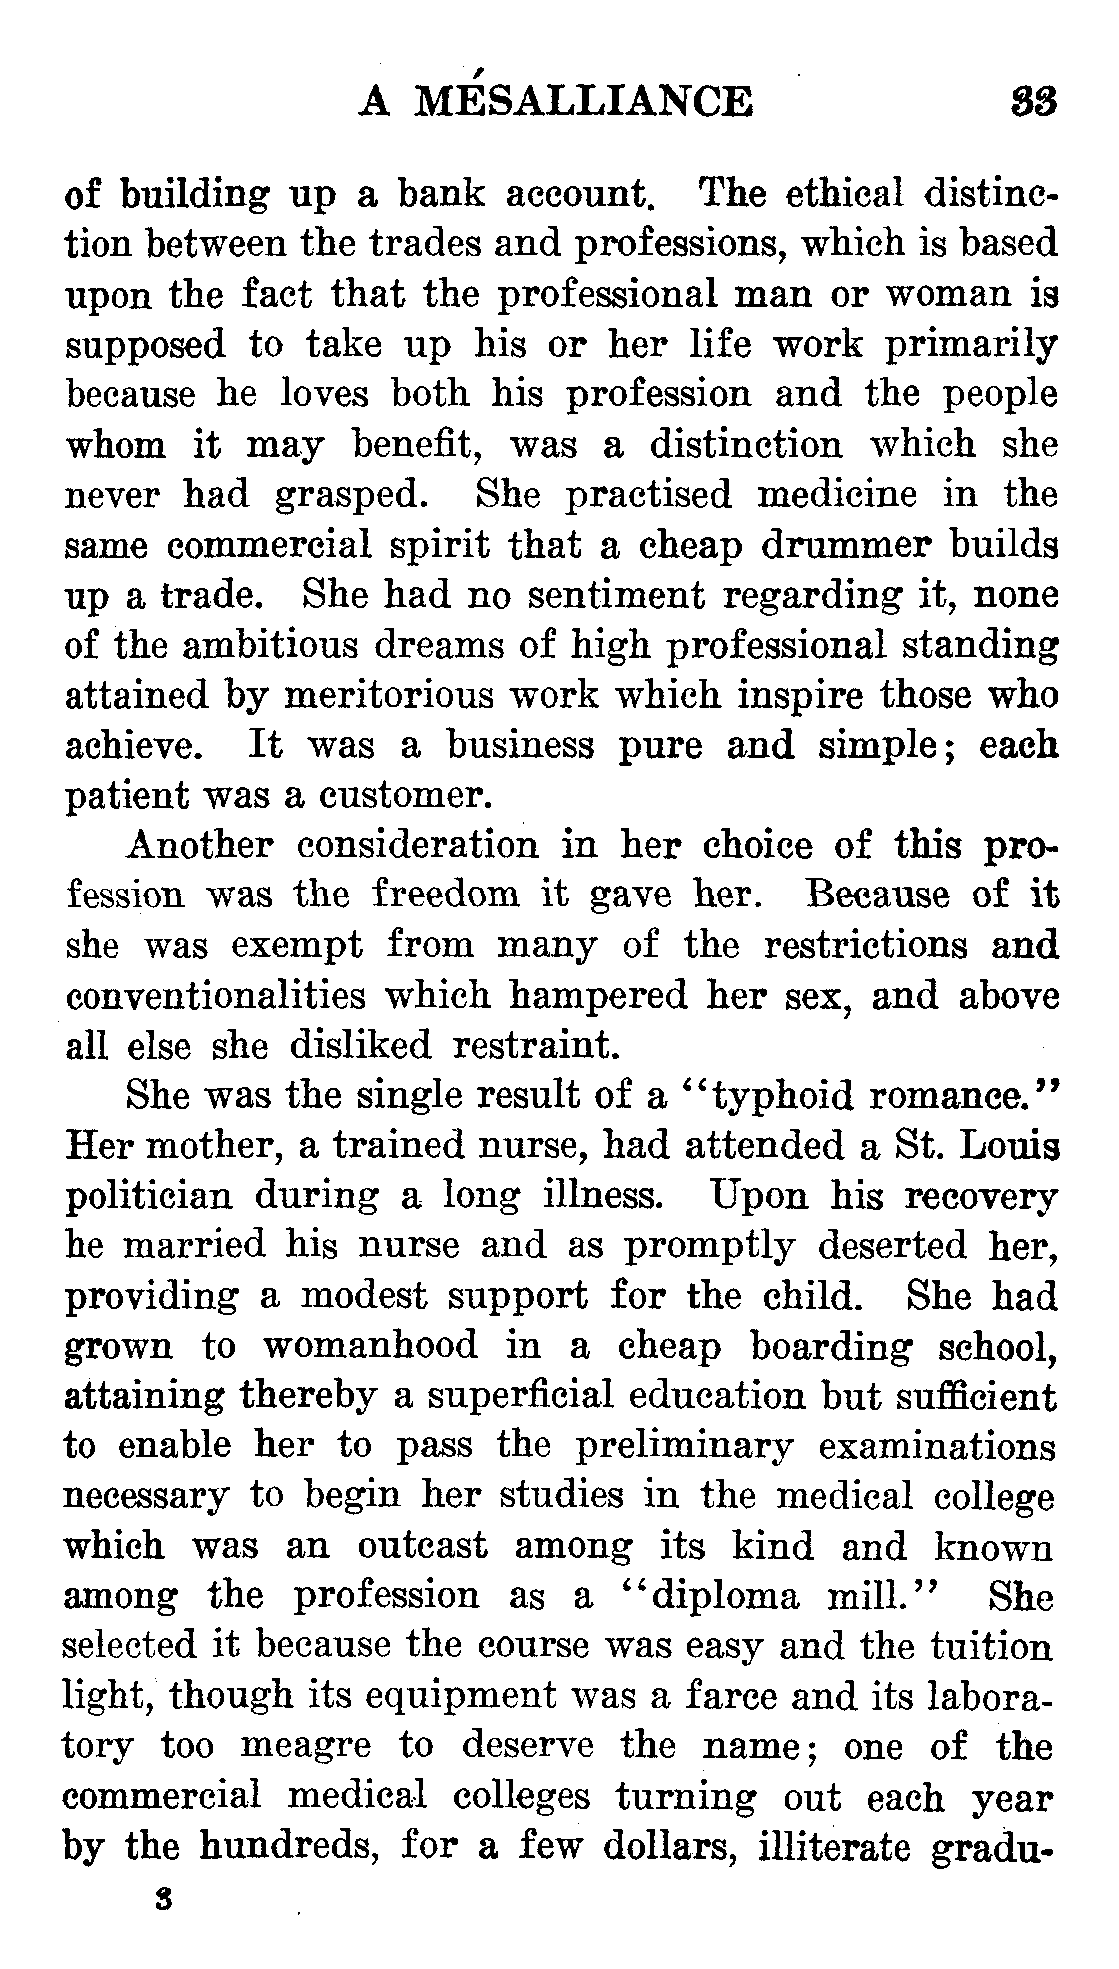 A MÉSALLIANCE 33
of building up a bank account. The ethical distinc-
tion between the trades and professions, which is based
upon the fact that the professional man or woman is
supposed to take up his or her life work primarily
because he loves both his profession and the people
whom it may benefit, was a distinction which she
never had grasped. She practised medicine in the
same commercial spirit that a cheap drummer builds
up a trade. She had no sentiment regarding it, none
of the ambitious dreams of high professional standing
attained by meritorious work which inspire those who
achieve. It was a business pure and simple; each
patient was a customer.
Another consideration in her choice of this pro-
fession was the freedom it gave her. Because of it
she was exempt from many of the restrictions and
conventionalities which hampered her sex, and above
all else she disliked restraint.
She was the single result of a "typhoid romance."
Her mother, a trained nurse, had attended a St. Louis
politician during a long illness. Upon his recovery
he married his nurse and as promptly deserted her,
providing a modest support for the child. She had
grown to womanhood in a cheap boarding school,
attaining thereby a superficial education but sufficient
to enable her to pass the preliminary examinations
necessary to begin her studies in the medical college
which was an outcast among its kind and known
among the profession as a "diploma mill." She
selected it because the course was easy and the tuition
light, though its equipment was a farce and its labora-
tory too meagre to deserve the name; one of the
commercial medical colleges turning out each year
by the hundreds, for a few dollars, illiterate gradu-
3